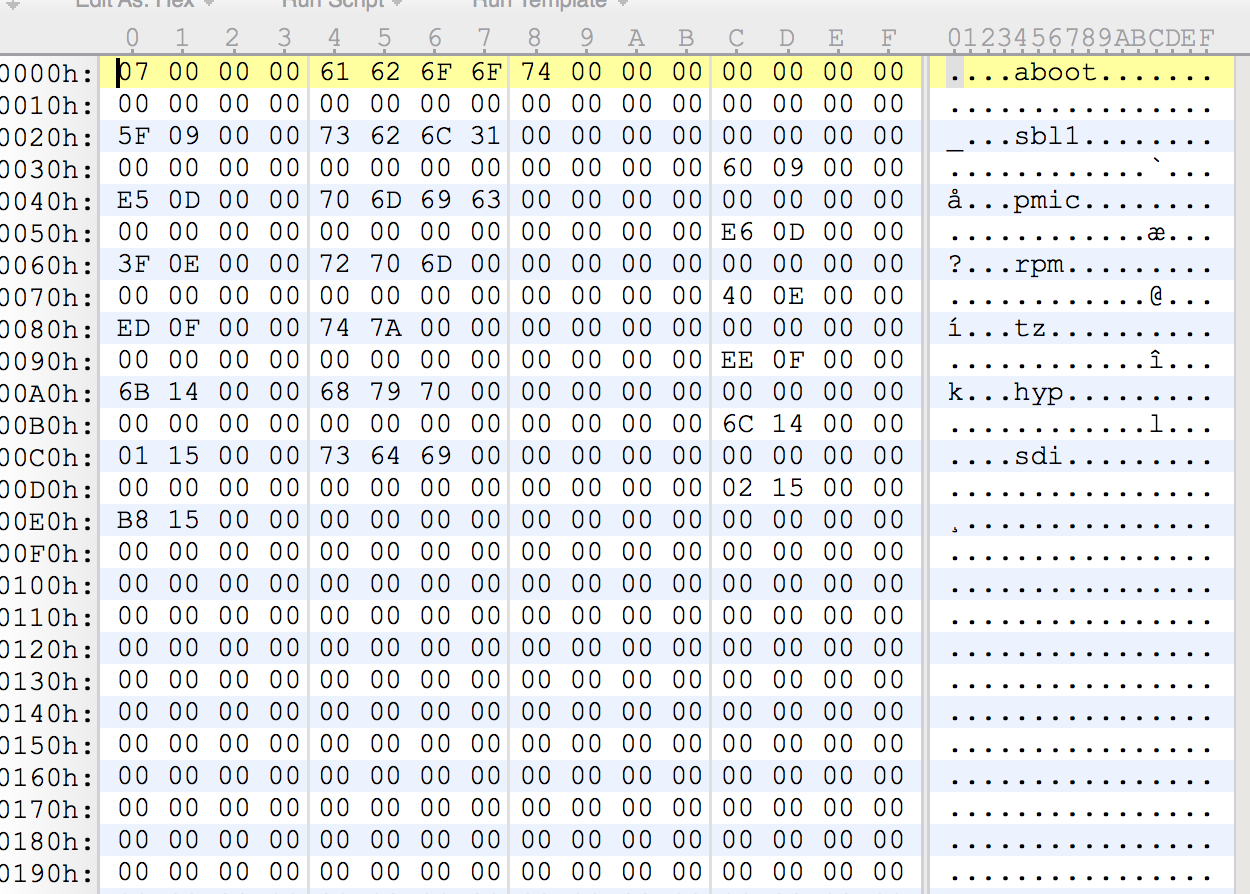 Edit As: Hex Run Script Run Template
0 1 2 3 4 5 6 7 8 9 A B C D E F 0123456789ABCDEF
0000h: 07 00 00 00 61 62 6F 6F 74 00 00 00 00 00 00 00 ....aboot.......
0010h: 00 00 00 00 00 00 00 00 00 00 00 00 00 00 00 00 ................
0020h: 5F 09 00 00 73 62 6C 31 00 00 00 00 00 00 00 00 _...sbl1........
0030h: 00 00 00 00 00 00 00 00 00 00 00 00 60 09 00 00 ............`...
0040h: E5 0D 00 00 70 6D 69 63 00 00 00 00 00 00 00 00 å...pmic........
0050h: 00 00 00 00 00 00 00 00 00 00 00 00 E6 0D 00 00 ............æ...
0060h: 3F 0E 00 00 72 70 6D 00 00 00 00 00 00 00 00 00 ?...rpm.........
0070h: 00 00 00 00 00 00 00 00 00 00 00 00 40 0E 00 00 ............@...
0080h: ED 0F 00 00 74 7A 00 00 00 00 00 00 00 00 00 00 í...tz..........
0090h: 00 00 00 00 00 00 00 00 00 00 00 00 EE 0F 00 00 ............î...
00A0h: 6B 14 00 00 68 79 70 00 00 00 00 00 00 00 00 00 k...hyp.........
00B0h: 00 00 00 00 00 00 00 00 00 00 00 00 6C 14 00 00 ............l...
00C0h: 01 15 00 00 73 64 69 00 00 00 00 00 00 00 00 00 ....sdi.........
00D0h: 00 00 00 00 00 00 00 00 00 00 00 00 02 15 00 00 ................
00E0h: B8 15 00 00 00 00 00 00 00 00 00 00 00 00 00 00 ¸...............
00F0h: 00 00 00 00 00 00 00 00 00 00 00 00 00 00 00 00 ................
0100h: 00 00 00 00 00 00 00 00 00 00 00 00 00 00 00 00 ................
0110h: 00 00 00 00 00 00 00 00 00 00 00 00 00 00 00 00 ................
0120h: 00 00 00 00 00 00 00 00 00 00 00 00 00 00 00 00 ................
0130h: 00 00 00 00 00 00 00 00 00 00 00 00 00 00 00 00 ................
0140h: 00 00 00 00 00 00 00 00 00 00 00 00 00 00 00 00 ................
0150h: 00 00 00 00 00 00 00 00 00 00 00 00 00 00 00 00 ................
0160h: 00 00 00 00 00 00 00 00 00 00 00 00 00 00 00 00 ................
0170h: 00 00 00 00 00 00 00 00 00 00 00 00 00 00 00 00 ................
0180h: 00 00 00 00 00 00 00 00 00 00 00 00 00 00 00 00 ................
0190h: 00 00 00 00 00 00 00 00 00 00 00 00 00 00 00 00 ................